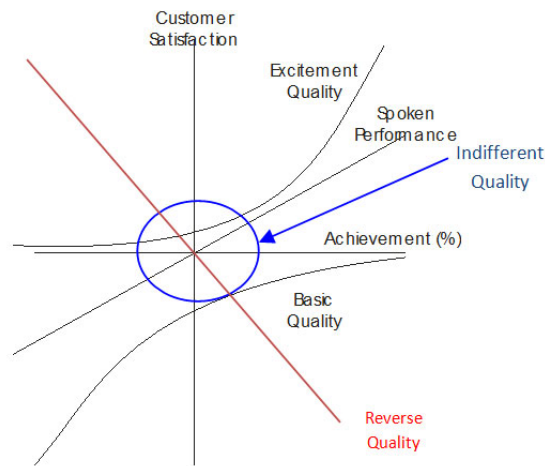 Customer
Satisfaction
Excitement
Quality
Spoken
Performance
Indifferent
Quality
Achievement (%)
Basic
Quality
Reverse
Quality